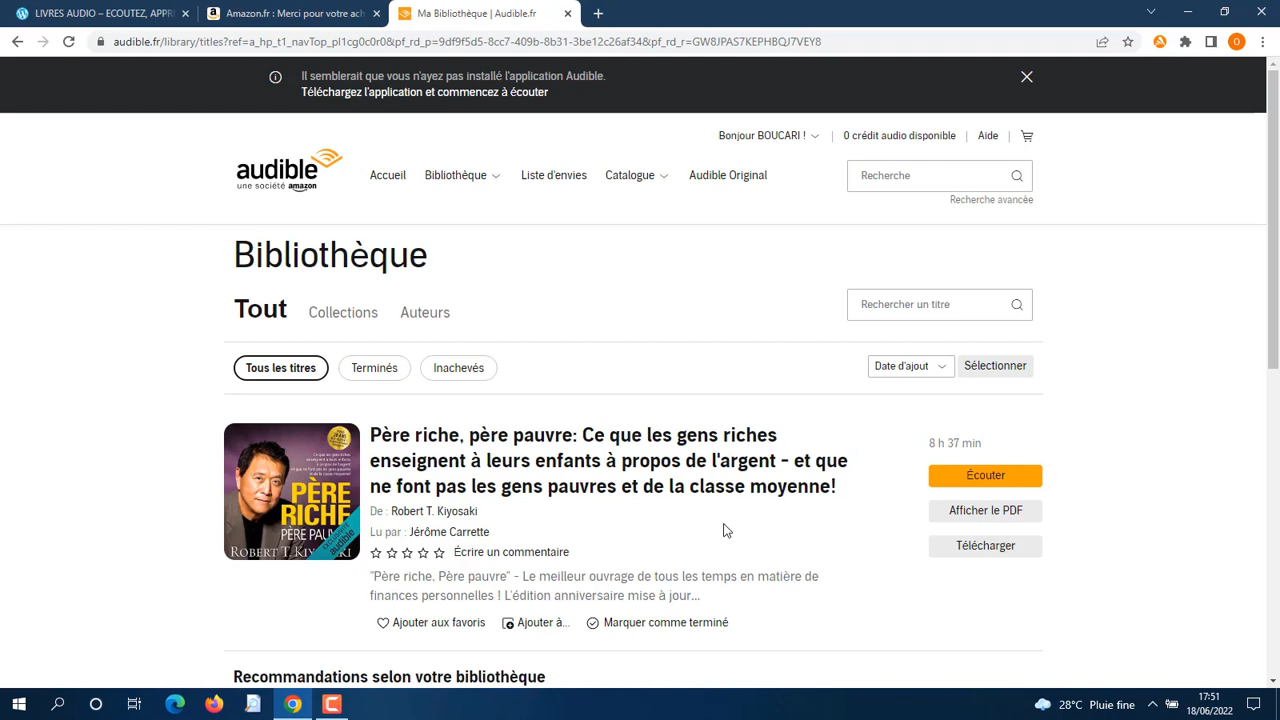 LIVRES AUDIO – ECOUTEZ, APPR
Amazon.fr : Merci pour votre ach
Ma Bibliothèque | Audible.fr
audible.fr/library/titles?ref=a_hp_t1_navTop_pl1cg0c0r0&pf_rd_p=9df9f5d5-8cc7-409b-8b31-3be12c26af34&pf_rd_r=GW8JPAS7KEPHBQJ7VEY8
O
Il semblerait que vous n'ayez pas installé l'application Audible.
Téléchargez l'application et commencez à écouter
Bonjour BOUCARI ! | 0 crédit audio disponible | Aide |
audible
une société amazon
Accueil Bibliothèque Liste d'envies Catalogue Audible Original
Recherche
Recherche avancée
Bibliothèque
Tout Collections Auteurs
Rechercher un titre
Tous les titres Terminés Inachevés
Date d'ajout Sélectionner
Père riche, père pauvre: Ce que les gens riches
enseignent à leurs enfants à propos de l'argent - et que
ne font pas les gens pauvres et de la classe moyenne!
De : Robert T. Kiyosaki
Lu par : Jérôme Carrette
Écrire un commentaire
"Père riche, Père pauvre" - Le meilleur ouvrage de tous les temps en matière de
finances personnelles ! L'édition anniversaire mise à jour...
Ajouter aux favoris Ajouter à... Marquer comme terminé
8 h 37 min
Écouter
Afficher le PDF
Télécharger
PÈRE
RICHE
PÈRE PAUV
ROBERT T. KIY
audible
Recommandations selon votre bibliothèque
28°C Pluie fine
17:51
18/06/2022